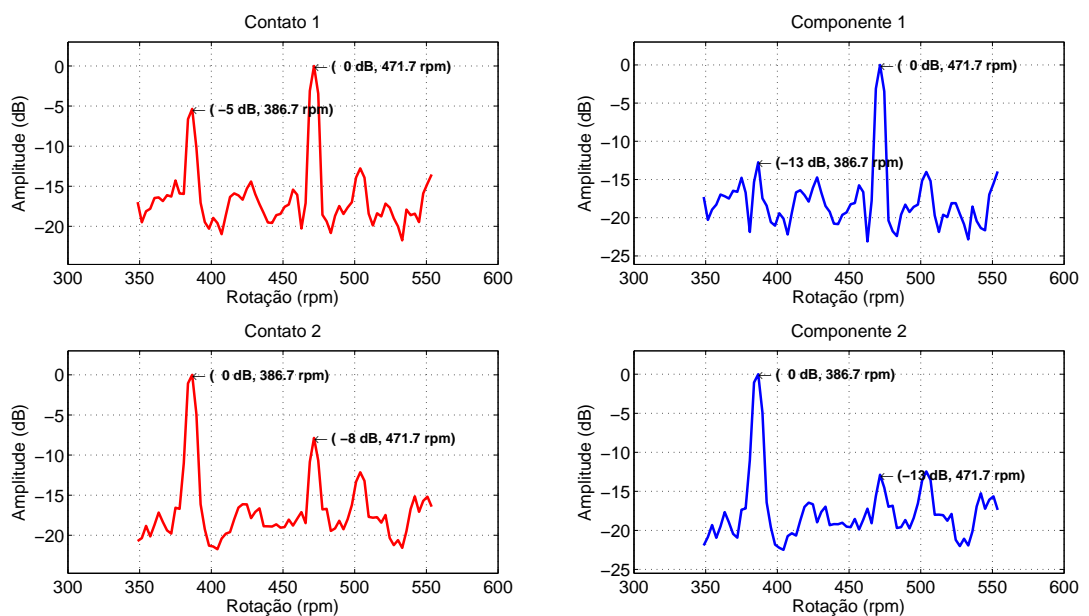 Contato 1
Amplitude (dB)
0
−5
−10
−15
−20
( 0 dB, 471.7 rpm)
( −5 dB, 386.7 rpm)
300 350 400 450 500 550 600
Rotação (rpm)
Componente 1
Amplitude (dB)
0
−5
−10
−15
−20
−25
( 0 dB, 471.7 rpm)
(−13 dB, 386.7 rpm)
300 350 400 450 500 550 600
Rotação (rpm)
Contato 2
Amplitude (dB)
0
−5
−10
−15
−20
( 0 dB, 386.7 rpm)
( −8 dB, 471.7 rpm)
300 350 400 450 500 550 600
Rotação (rpm)
Componente 2
Amplitude (dB)
0
−5
−10
−15
−20
−25
( 0 dB, 386.7 rpm)
(−13 dB, 471.7 rpm)
300 350 400 450 500 550 600
Rotação (rpm)